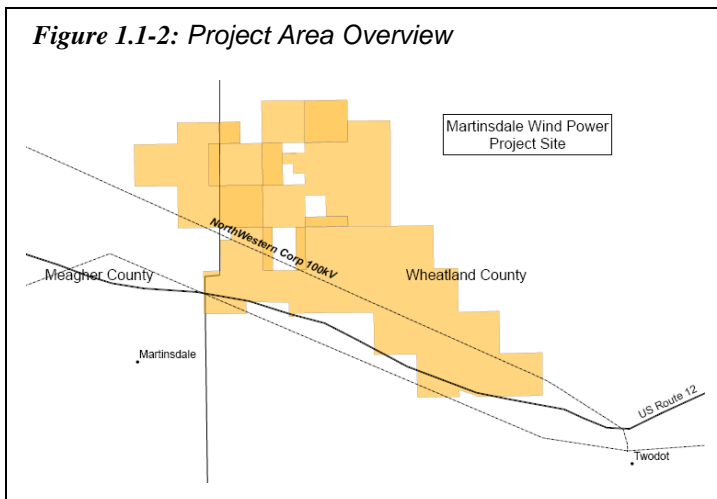 Figure 1.1-2: Project Area Overview
Martinsdale Wind Power
Project Site
NorthWestern Corp 100kV
Meagher County
Wheatland County
Martinsdale
US Route 12
Twodot